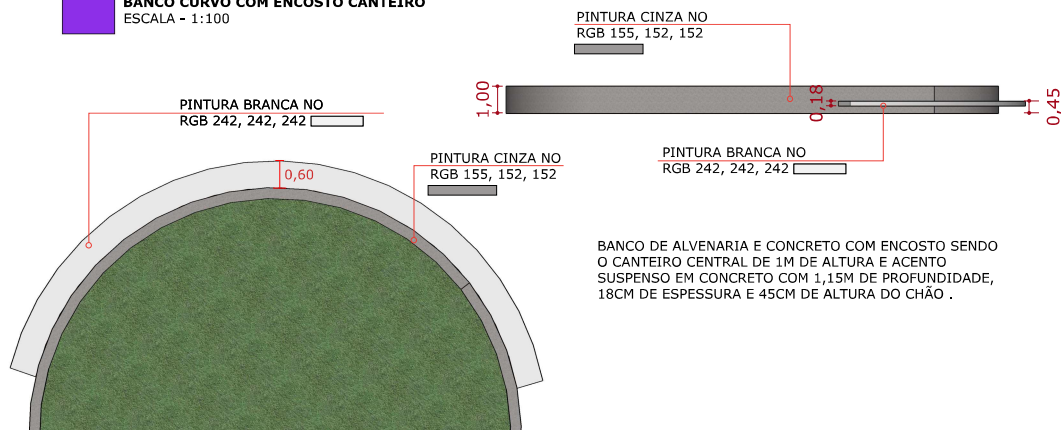 BANCO CURVO COM ENCOSTO CANTEIRO
ESCALA - 1:100
PINTURA CINZA NO
RGB 155, 152, 152
1,00
0,18
0,45
PINTURA BRANCA NO
RGB 242, 242, 242
PINTURA BRANCA NO
RGB 242, 242, 242
PINTURA CINZA NO
RGB 155, 152, 152
0,60
BANCO DE ALVENARIA E CONCRETO COM ENCOSTO SENDO
O CANTEIRO CENTRAL DE 1M DE ALTURA E ACENTO
SUSPENSO EM CONCRETO COM 1,15M DE PROFUNDIDADE,
18CM DE ESPESSURA E 45CM DE ALTURA DO CHÃO .